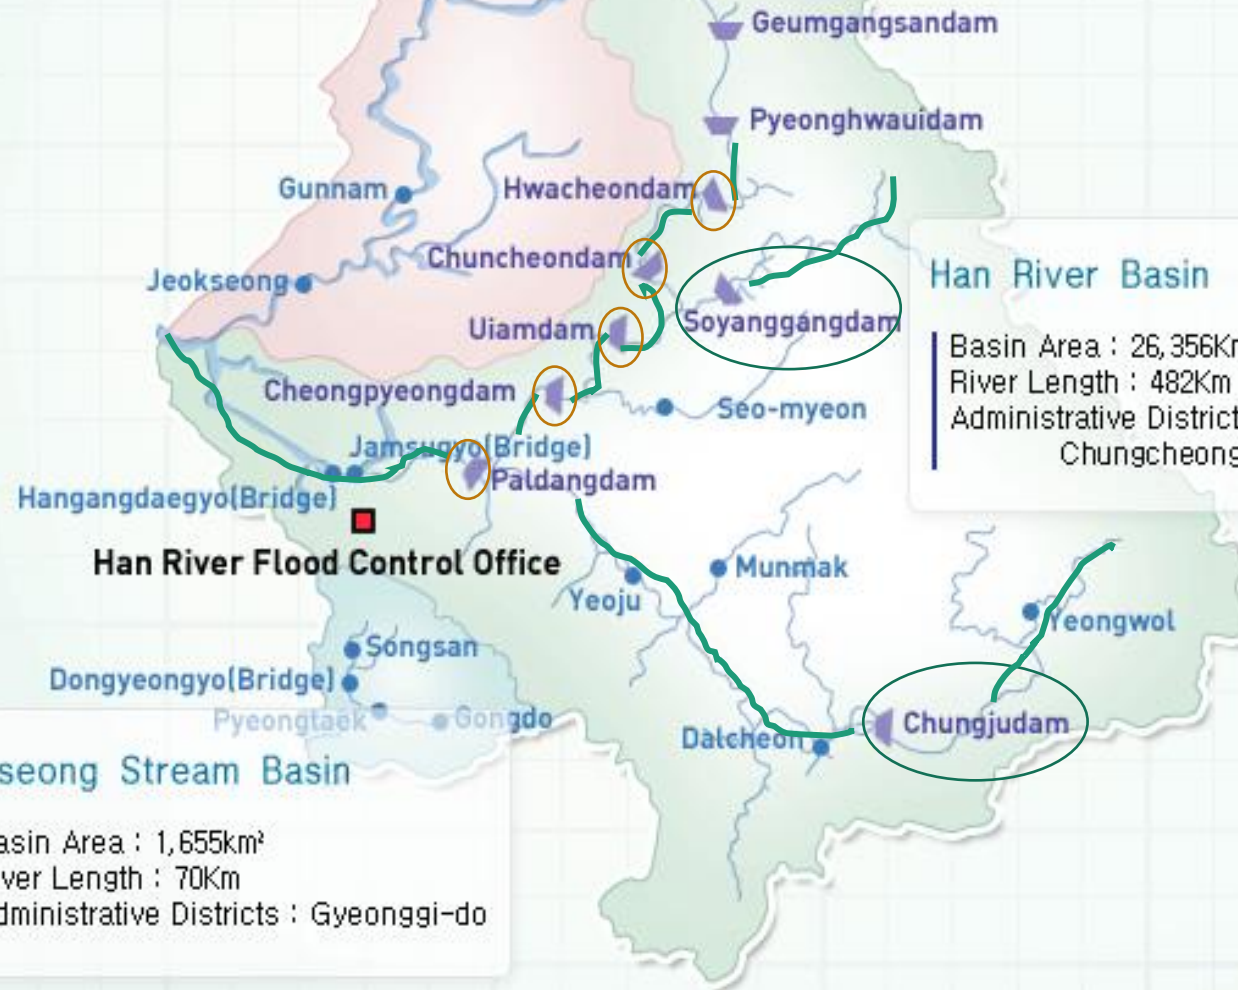 Geumgangsandam
Pyeonghwauidam
Gunnam
Hwacheondam
Chuncheondam
Jeokseong
Soyanggangdam
Uiamdam
Han River Basin
Basin Area : 26,356K
River Length : 482Km
Administrative District
Chungcheong
Cheongpyeongdam
Seo-myeon
Jamsugyo(Bridge)
Paldangdam
Hangangdaegyo(Bridge)
Han River Flood Control Office
Munmak
Yeoju
Yeongwol
Songsan
Dongyeongyo(Bridge)
Pyeongtaek
Gongdo
Dalcheon
Chungjudam
seong Stream Basin
asin Area : 1,655km²
ver Length : 70Km
dministrative Districts : Gyeonggi-do